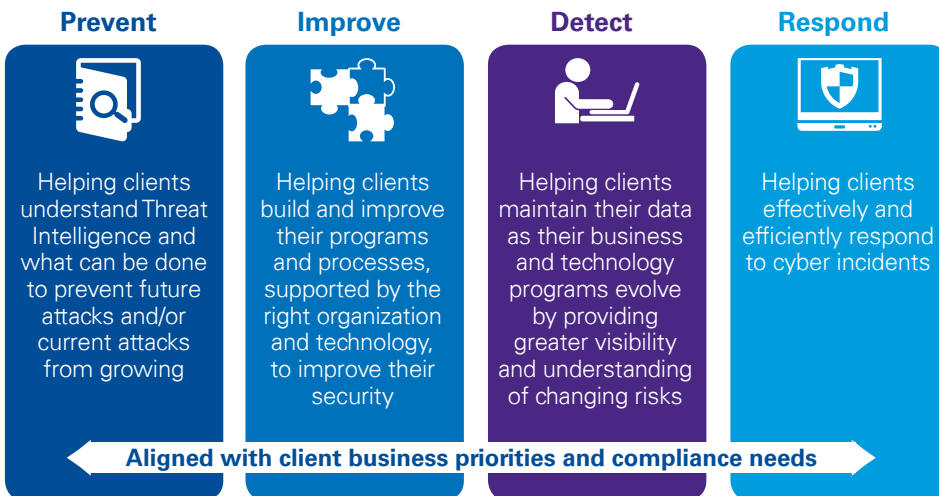 Prevent
Helping clients
understand Threat
Intelligence and
what can be done
to prevent future
attacks and/or
current attacks
from growing
Improve
Helping clients
build and improve
their programs
and processes,
supported by the
right organization
and technology,
to improve their
security
Detect
Helping clients
maintain their data
as their business
and technology
programs evolve
by providing
greater visibility
and understanding
of changing risks
Respond
Helping clients
effectively and
efficiently respond
to cyber incidents
Aligned with client business priorities and compliance needs